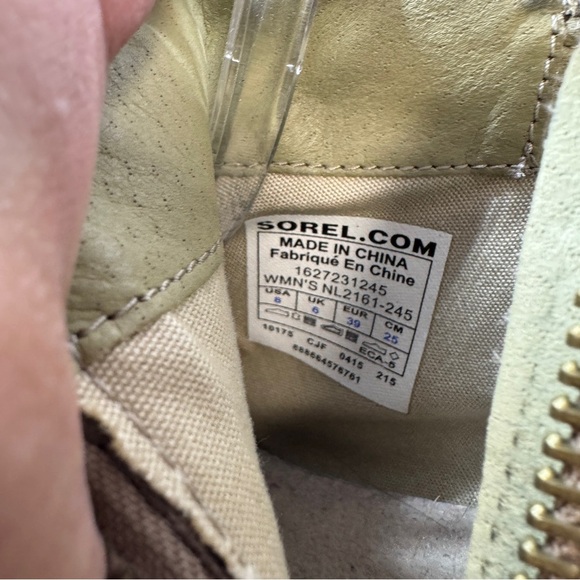 SOREL.COM
MADE IN CHINA
Fabriqué En Chine
1627231245
WMN'S NL2161-245
USA UK EUR CM
8 6 39 25
ECA-5
10175 CJF 0415 215
888664576761